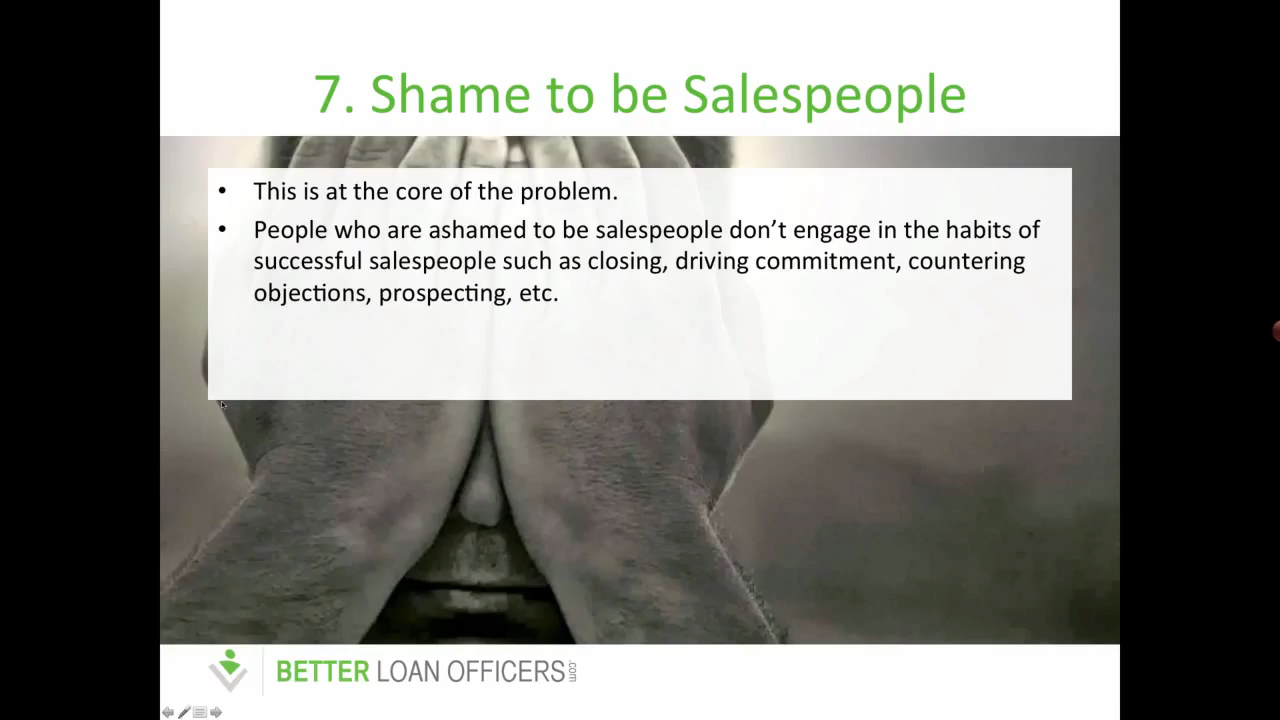 7. Shame to be Salespeople
• This is at the core of the problem.
• People who are ashamed to be salespeople don’t engage in the habits of
successful salespeople such as closing, driving commitment, countering
objections, prospecting, etc.
BETTER LOAN OFFICERS.com